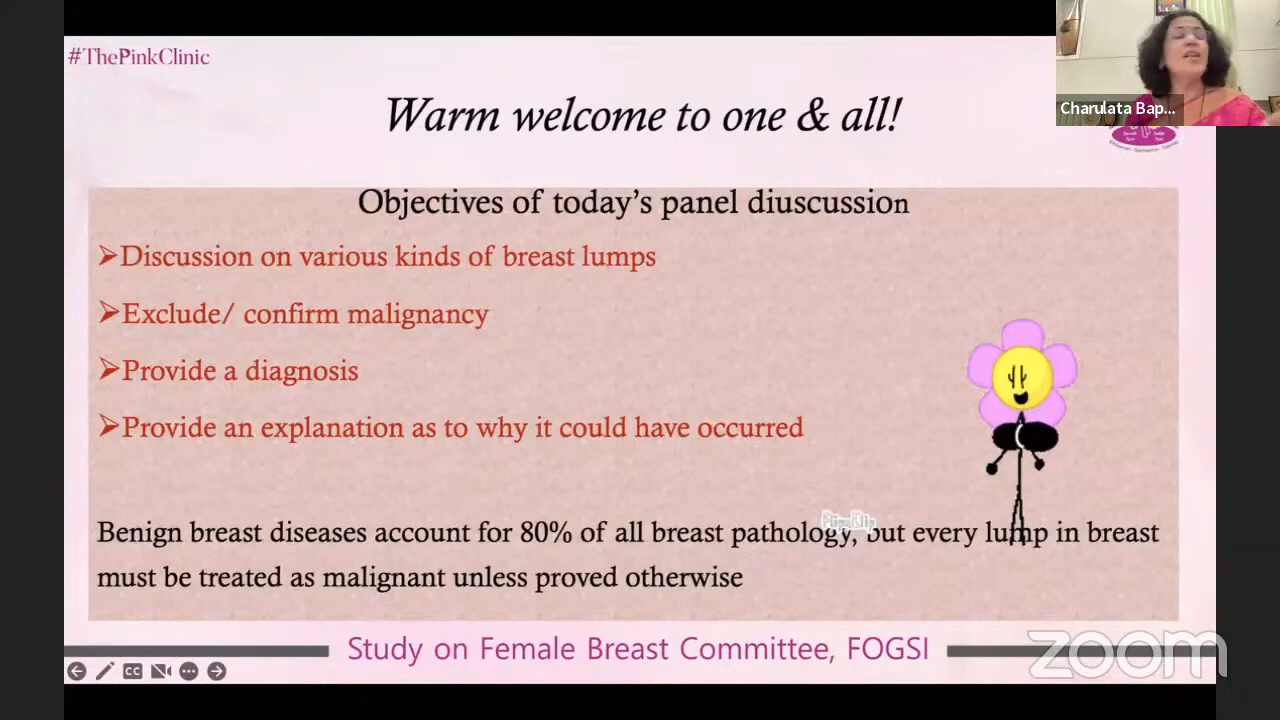 #ThePinkClinic
Warm welcome to one & all!
Charulata Bap...
Objectives of today's panel diuscussion
➢Discussion on various kinds of breast lumps
➢Exclude/ confirm malignancy
➢Provide a diagnosis
➢Provide an explanation as to why it could have occurred
Benign breast diseases account for 80% of all breast pathology, but every lump in breast
must be treated as malignant unless proved otherwise
Study on Female Breast Committee, FOGSI
zoom
CC